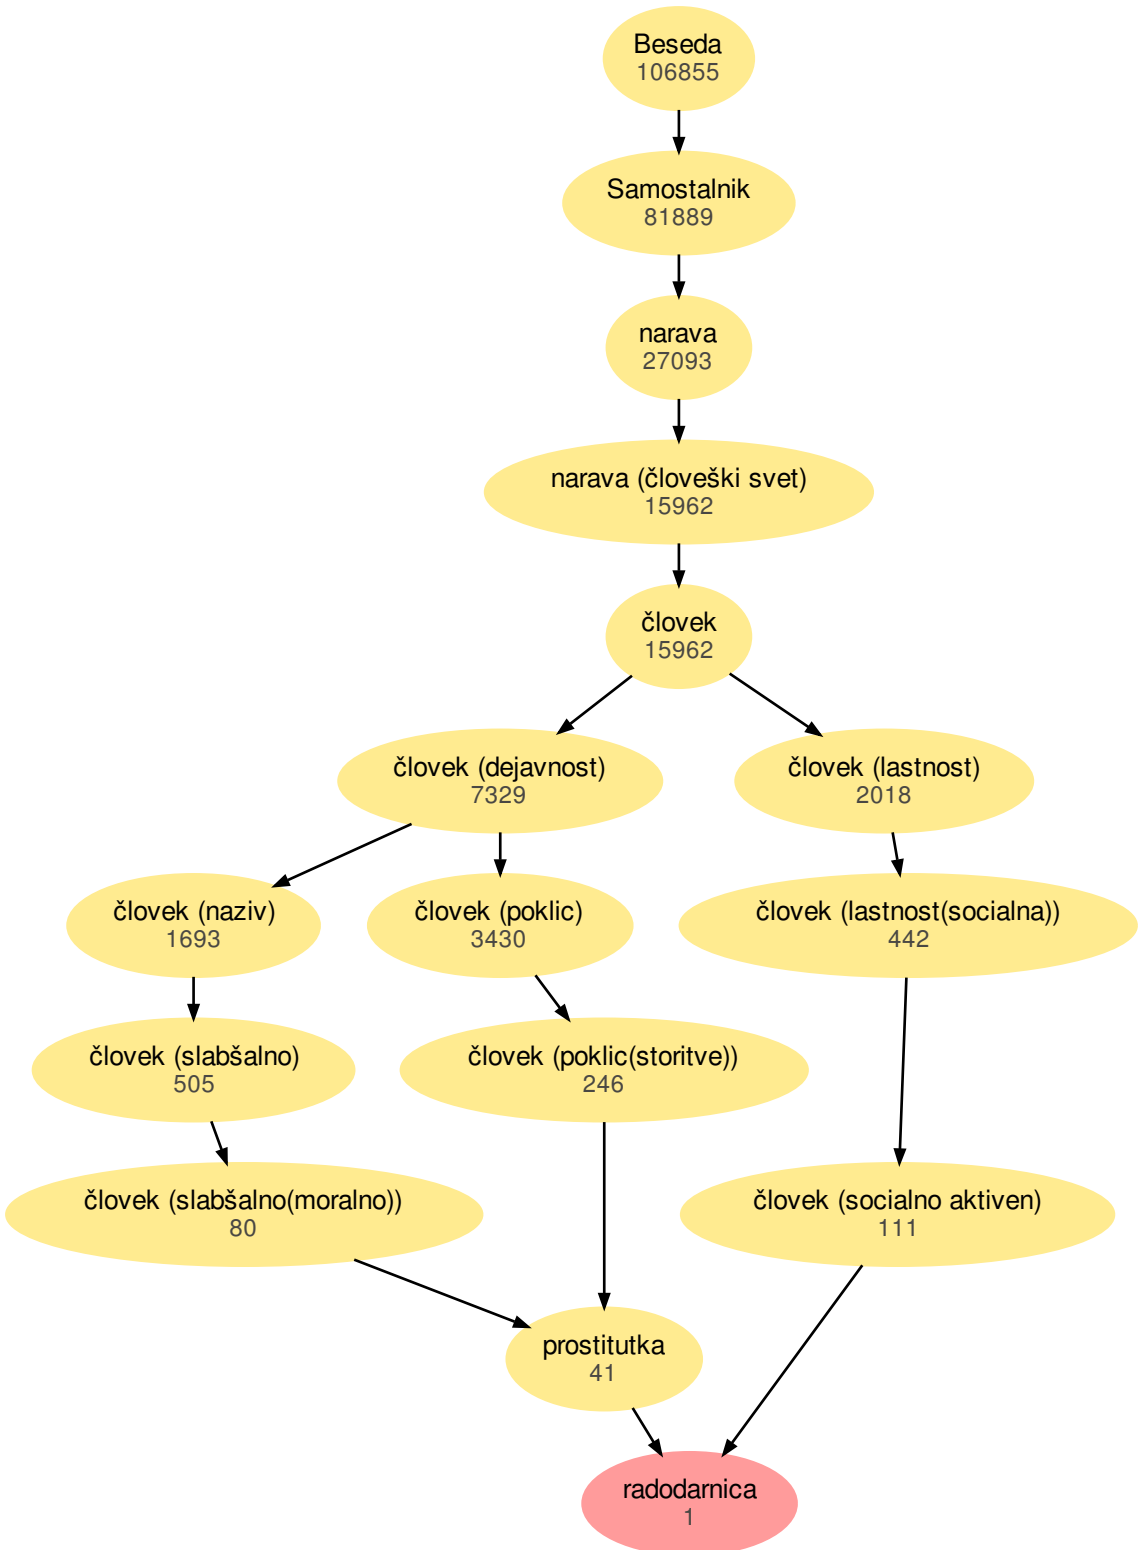 Beseda
106855
Samostalnik
81889
narava
27093
narava (človeški svet)
15962
človek
15962
človek (dejavnost)
7329
človek (lastnost)
2018
človek (naziv)
1693
človek (poklic)
3430
človek (lastnost(socialna))
442
človek (slabšalno)
505
človek (poklic(storitve))
246
človek (slabšalno(moralno))
80
človek (socialno aktiven)
111
prostitutka
41
radodarnica
1